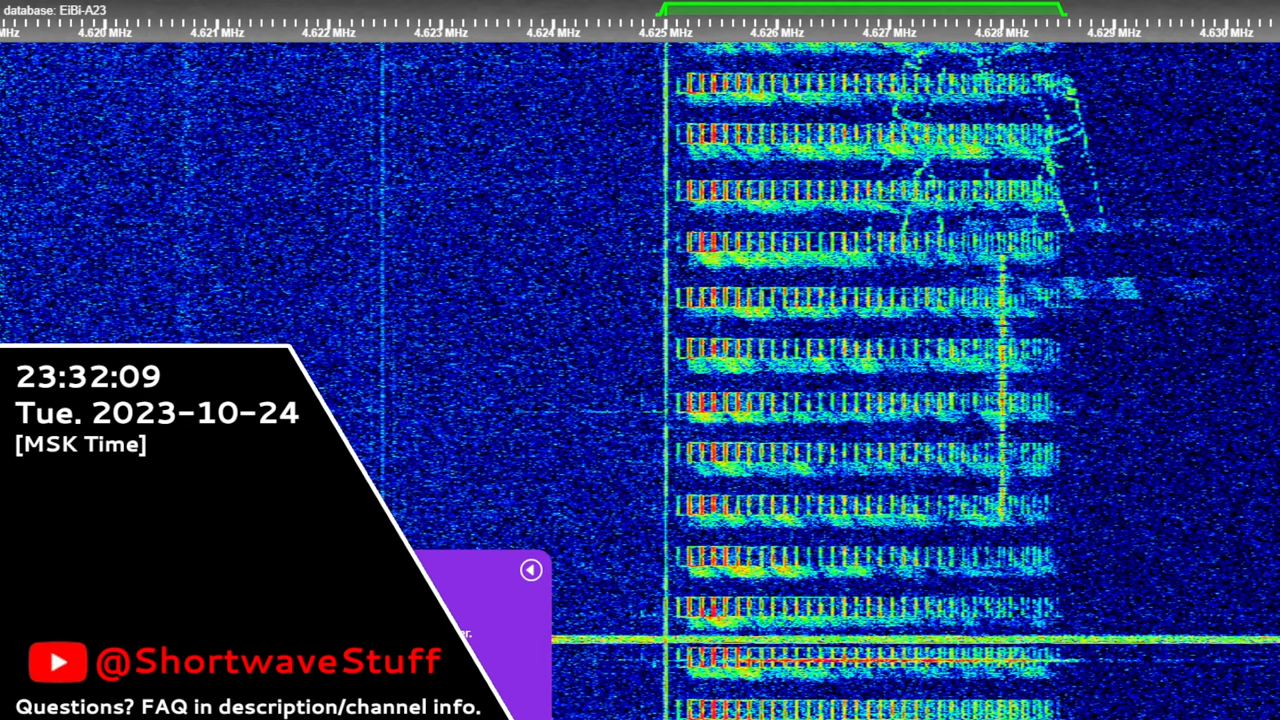 database: EiBi-A23
MHz 4.620 MHz 4.621 MHz 4.622 MHz 4.623 MHz 4.624 MHz 4.625 MHz 4.626 MHz 4.627 MHz 4.628 MHz 4.629 MHz 4.630 MHz
23:32:09
Tue. 2023-10-24
[MSK Time]
@ShortwaveStuff
Questions? FAQ in description/channel info.